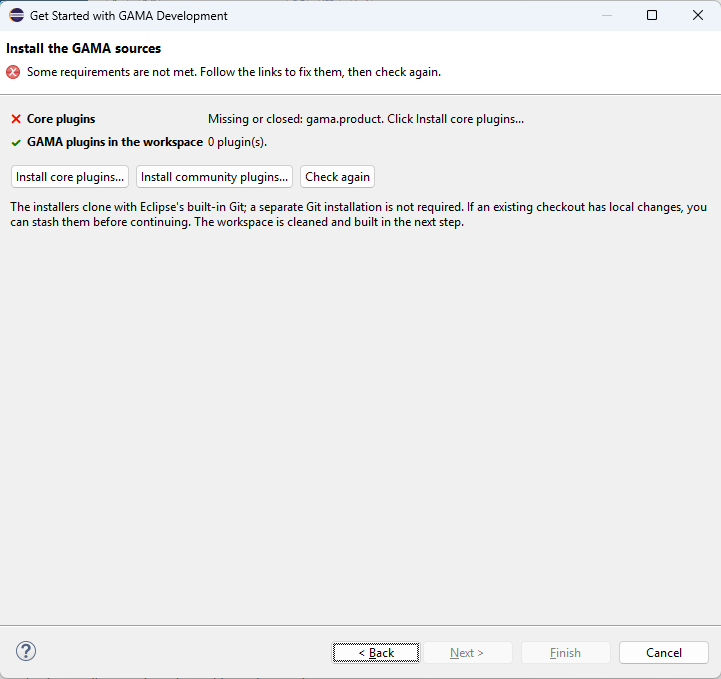 Get Started with GAMA Development
Install the GAMA sources
Some requirements are not met. Follow the links to fix them, then check again.
Core plugins Missing or closed: gama.product. Click Install core plugins...
GAMA plugins in the workspace 0 plugin(s).
Install core plugins... Install community plugins... Check again
The installers clone with Eclipse's built-in Git; a separate Git installation is not required. If an existing checkout has local changes, you
can stash them before continuing. The workspace is cleaned and built in the next step.
? < Back Next > Finish Cancel